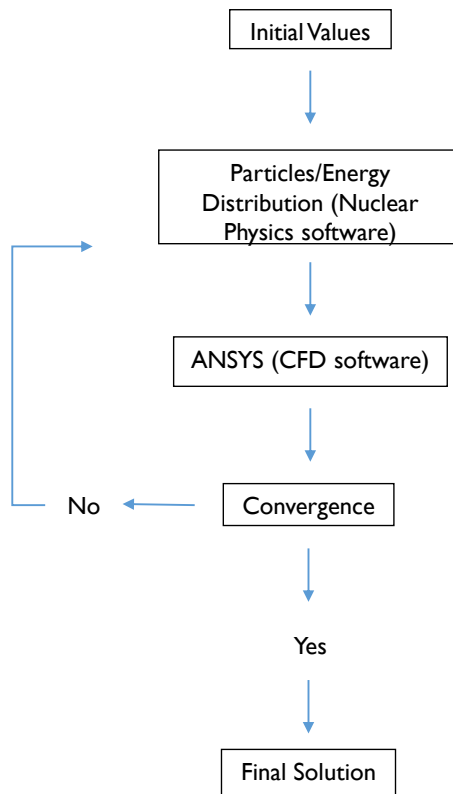 Initial Values
Particles/Energy
Distribution (Nuclear
Physics software)
ANSYS (CFD software)
No
Convergence
Yes
Final Solution